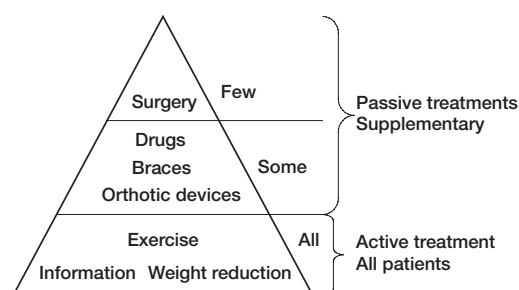 Surgery Few
Drugs
Braces Some
Orthotic devices
Passive treatments
Supplementary
Exercise All
Information Weight reduction
Active treatment
All patients